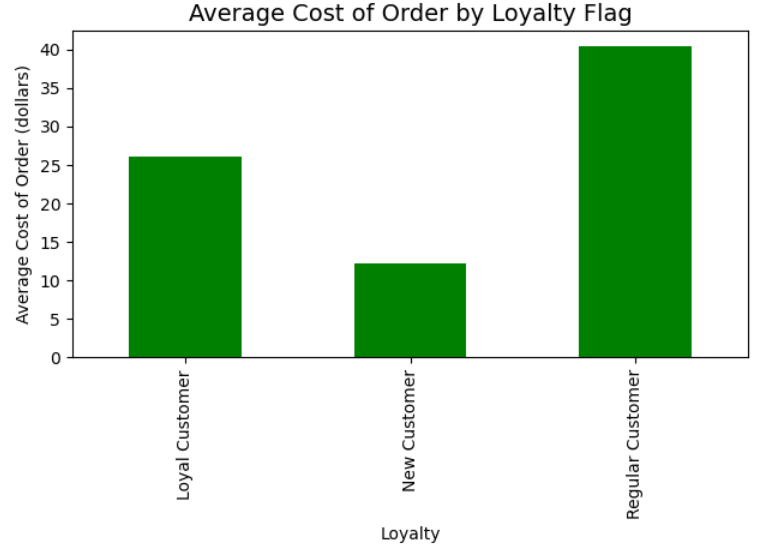 Average Cost of Order by Loyalty Flag
Average Cost of Order (dollars)
40
35
30
25
20
15
10
5
0
Loyal Customer
New Customer
Regular Customer
Loyalty